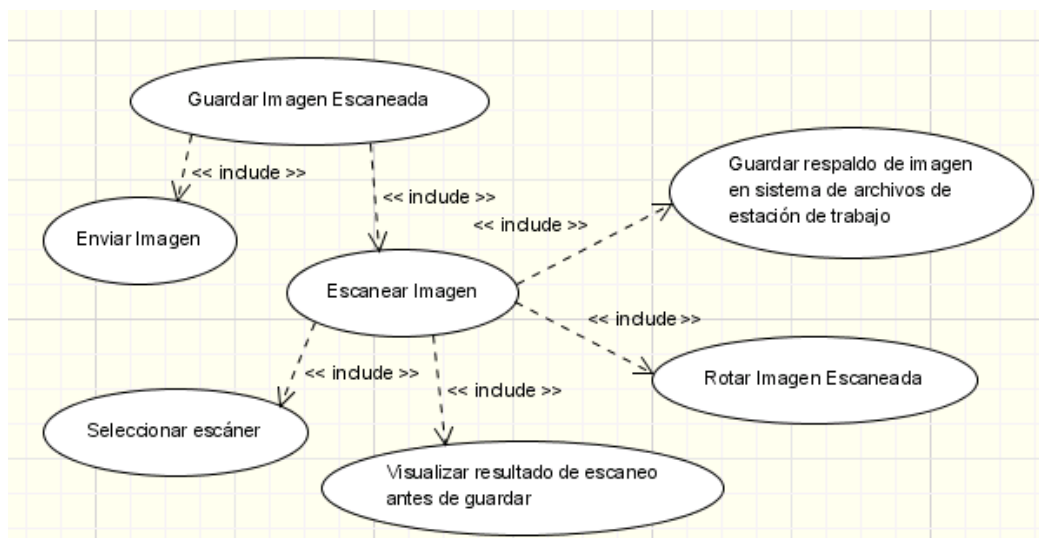 Guardar Imagen Escaneada
<< include >>
<< include >>
Guardar respaldo de imagen
en sistema de archivos de
estación de trabajo
<< include >>
Enviar Imagen
Escanear Imagen
<< include >>
Rotar Imagen Escaneada
<< include >>
<< include >>
Seleccionar escáner
Visualizar resultado de escaneo
antes de guardar